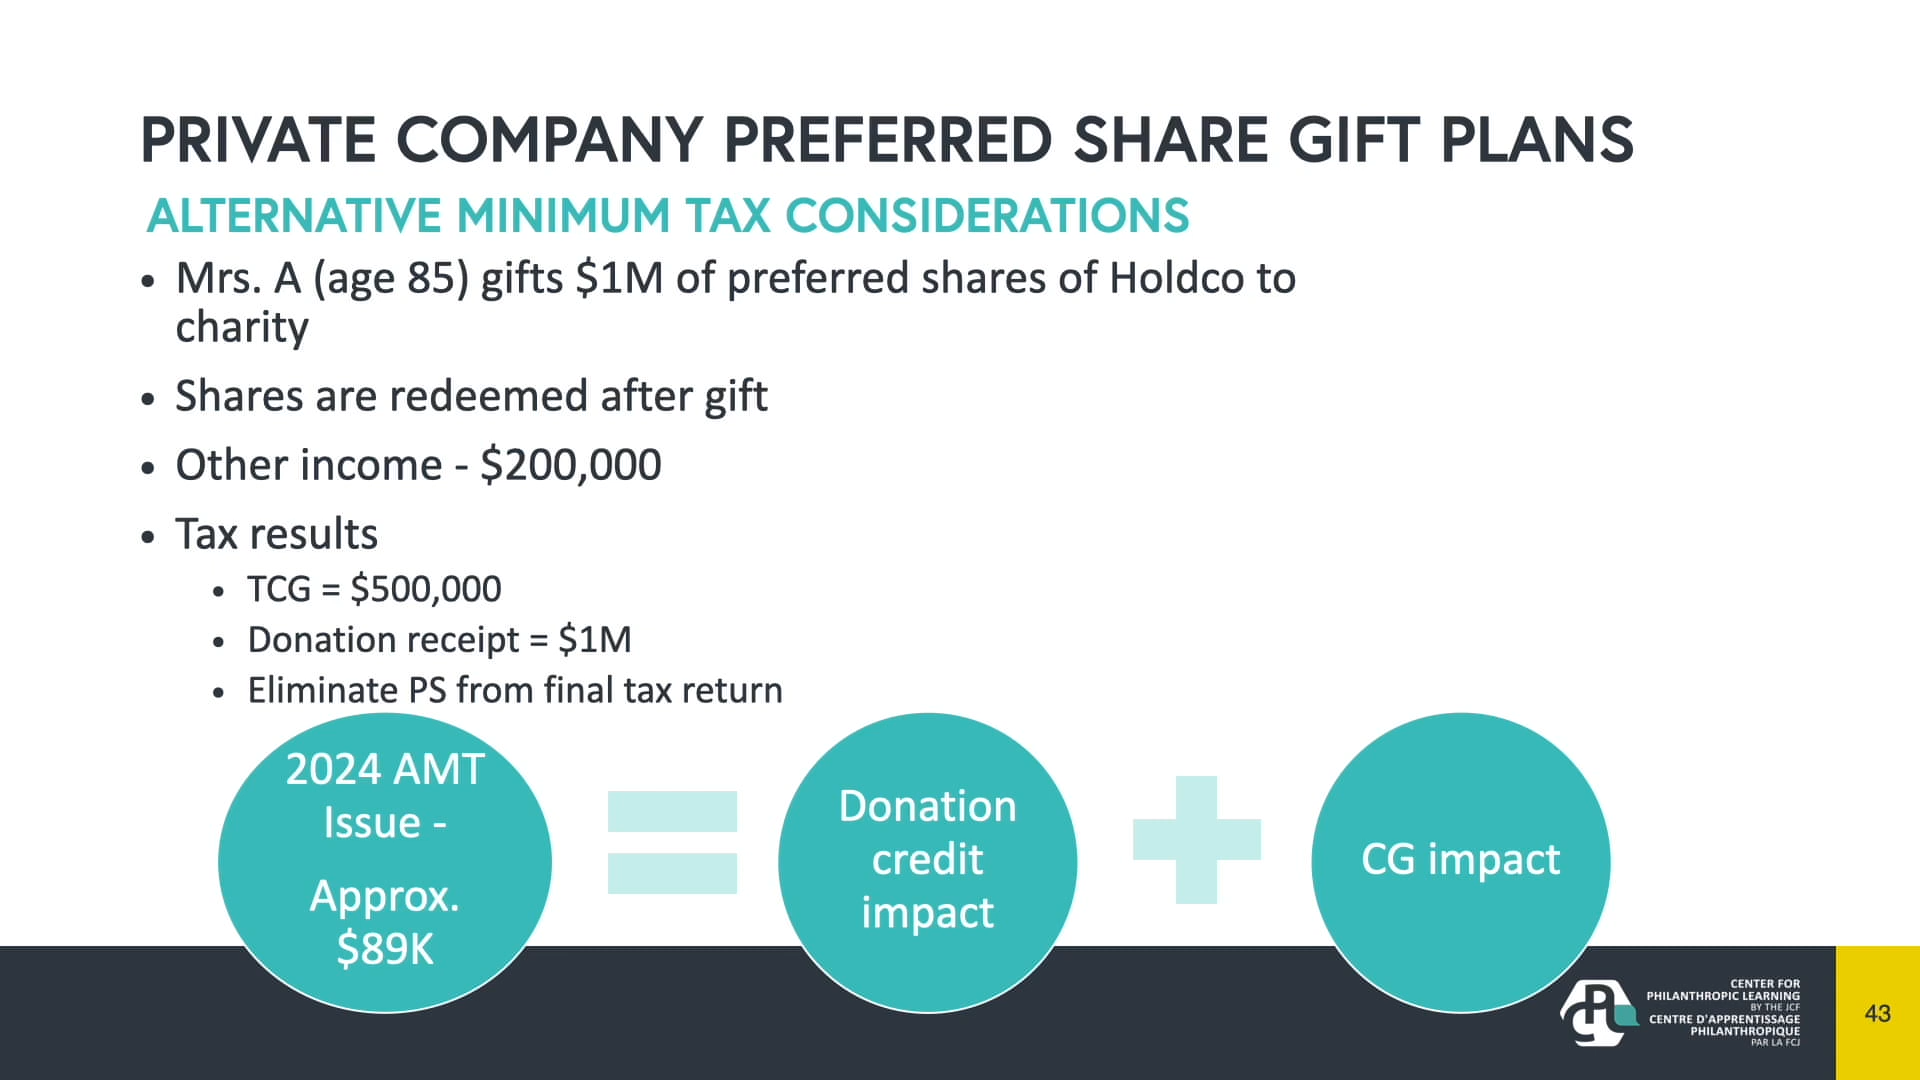 PRIVATE COMPANY PREFERRED SHARE GIFT PLANS
ALTERNATIVE MINIMUM TAX CONSIDERATIONS
• Mrs. A (age 85) gifts $1M of preferred shares of Holdco to
charity
• Shares are redeemed after gift
• Other income - $200,000
• Tax results
• TCG = $500,000
• Donation receipt = $1M
• Eliminate PS from final tax return
2024 AMT
Issue -
Approx.
$89K
=
Donation
credit
impact
+
CG impact
CENTER FOR
PHILANTHROPIC LEARNING
BY THE JCF
CENTRE D'APPRENTISSAGE
PHILANTHROPIQUE
PAR LA FCJ
43